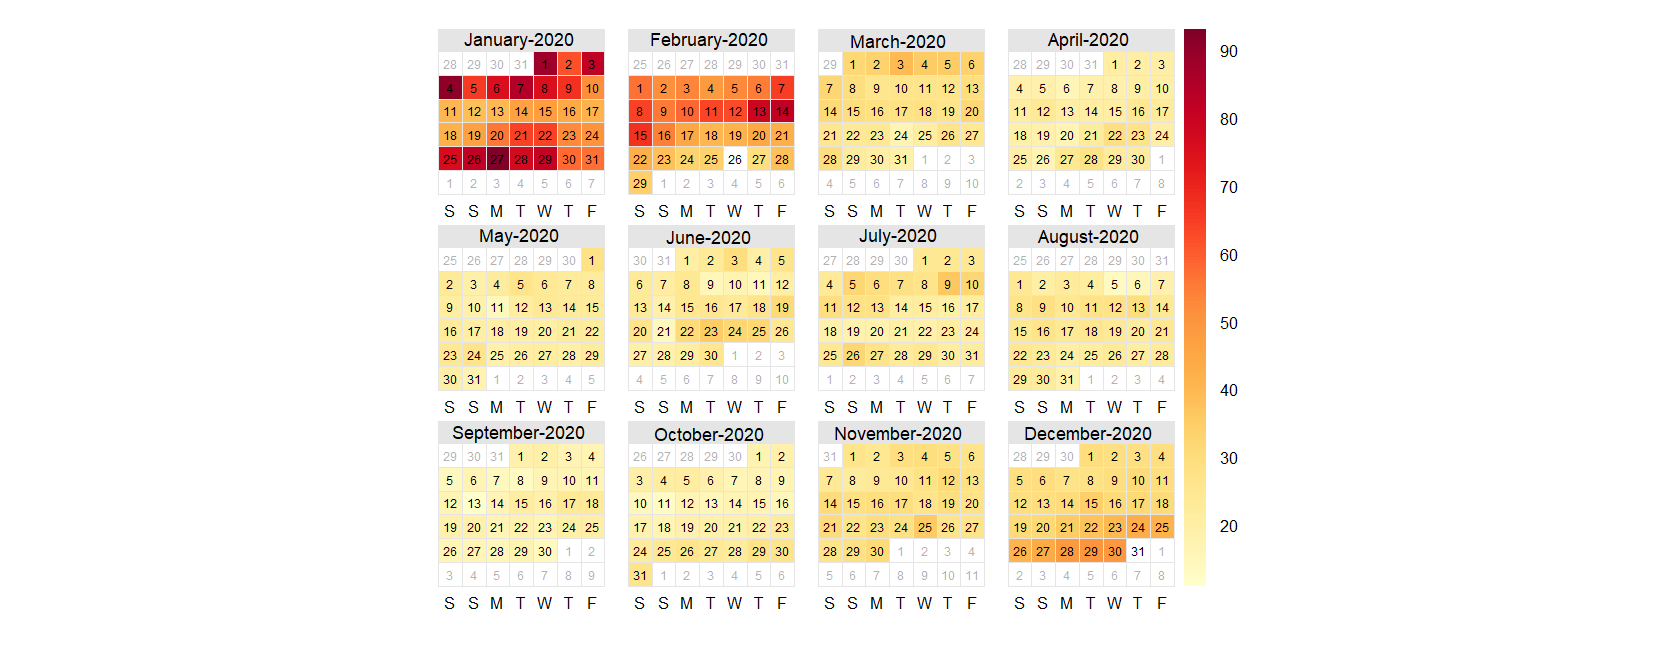 January-2020 February-2020 March-2020 April-2020
28 29 30 31 1 2 3 25 26 27 28 29 30 31 29 1 2 3 4 5 6 28 29 30 31 1 2 3 90
4 5 6 7 8 9 10 1 2 3 4 5 6 7 7 8 9 10 11 12 13 4 5 6 7 8 9 10
11 12 13 14 15 16 17 8 9 10 11 12 13 14 14 15 16 17 18 19 20 11 12 13 14 15 16 17 80
18 19 20 21 22 23 24 15 16 17 18 19 20 21 21 22 23 24 25 26 27 18 19 20 21 22 23 24
25 26 27 28 29 30 31 22 23 24 25 26 27 28 28 29 30 31 1 2 3 25 26 27 28 29 30 1
1 2 3 4 5 6 7 29 1 2 3 4 5 6 4 5 6 7 8 9 10 2 3 4 5 6 7 8 70
S S M T W T F S S M T W T F S S M T W T F S S M T W T F
May-2020 June-2020 July-2020 August-2020
25 26 27 28 29 30 1 30 31 1 2 3 4 5 27 28 29 30 1 2 3 25 26 27 28 29 30 31 60
2 3 4 5 6 7 8 6 7 8 9 10 11 12 4 5 6 7 8 9 10 1 2 3 4 5 6 7
9 10 11 12 13 14 15 13 14 15 16 17 18 19 11 12 13 14 15 16 17 8 9 10 11 12 13 14
16 17 18 19 20 21 22 20 21 22 23 24 25 26 18 19 20 21 22 23 24 15 16 17 18 19 20 21 50
23 24 25 26 27 28 29 27 28 29 30 1 2 3 25 26 27 28 29 30 31 22 23 24 25 26 27 28
30 31 1 2 3 4 5 4 5 6 7 8 9 10 1 2 3 4 5 6 7 29 30 31 1 2 3 4 40
S S M T W T F S S M T W T F S S M T W T F S S M T W T F
September-2020 October-2020 November-2020 December-2020
29 30 31 1 2 3 4 26 27 28 29 30 1 2 31 1 2 3 4 5 6 28 29 30 1 2 3 4 30
5 6 7 8 9 10 11 3 4 5 6 7 8 9 7 8 9 10 11 12 13 5 6 7 8 9 10 11
12 13 14 15 16 17 18 10 11 12 13 14 15 16 14 15 16 17 18 19 20 12 13 14 15 16 17 18
19 20 21 22 23 24 25 17 18 19 20 21 22 23 21 22 23 24 25 26 27 19 20 21 22 23 24 25 20
26 27 28 29 30 1 2 24 25 26 27 28 29 30 28 29 30 1 2 3 4 26 27 28 29 30 31 1
3 4 5 6 7 8 9 31 1 2 3 4 5 6 5 6 7 8 9 10 11 2 3 4 5 6 7 8
S S M T W T F S S M T W T F S S M T W T F S S M T W T F